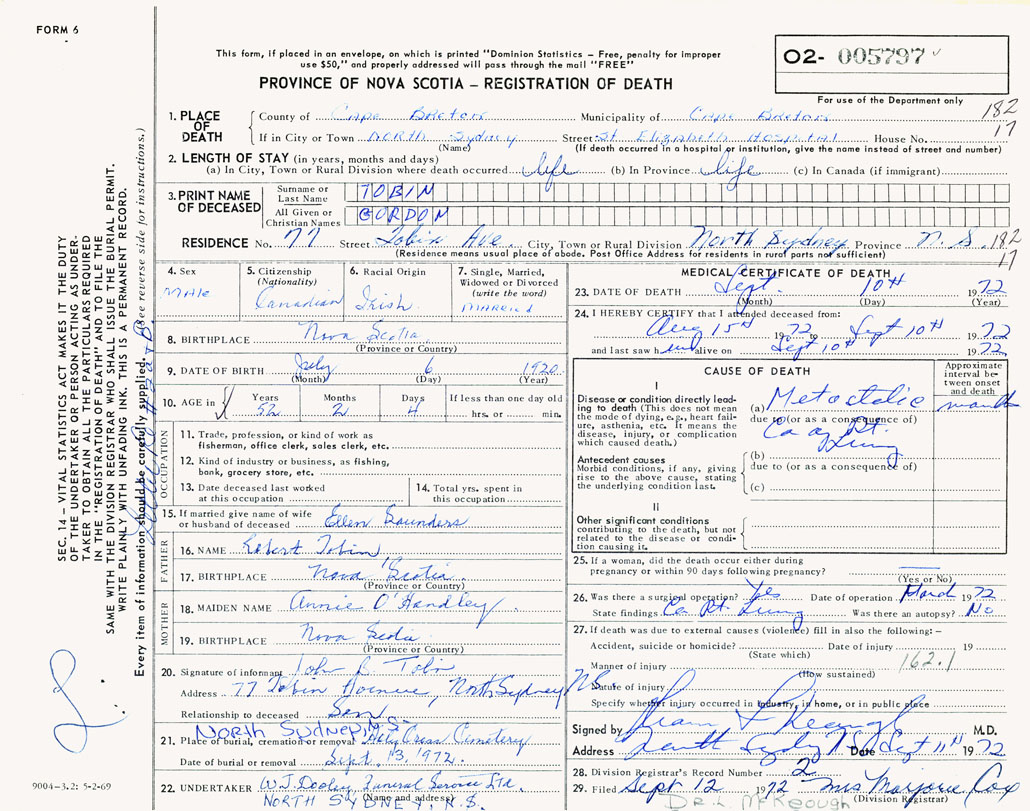 FORM 6
This form, if placed in an envelope, on which is printed "Dominion Statistics – Free, penalty for improper
use $50," and properly addressed will pass through the mail "FREE"
PROVINCE OF NOVA SCOTIA – REGISTRATION OF DEATH
O2- 005797
For use of the Department only
182
17
1. PLACE OF DEATH
County of Cape Breton Municipality of Cape Breton
If in City or Town North Sydney Street St Elizabeth Hospital House No.
(Name) (If death occurred in a hospital or institution, give the name instead of street and number)
2. LENGTH OF STAY (in years, months and days)
(a) In City, Town or Rural Division where death occurred life (b) In Province life (c) In Canada (if immigrant)
3. PRINT NAME OF DECEASED
Surname or Last Name TOBIN
All Given or Christian Names GORDON
RESIDENCE No. 77 Street Tobin Ave. City, Town or Rural Division North Sydney Province N.S. 182
(Residence means usual place of abode. Post Office Address for residents in rural parts not sufficient) 17
4. Sex
Male
5. Citizenship
(Nationality)
Canadian
6. Racial Origin
Irish
7. Single, Married,
Widowed or Divorced
(write the word)
Married
8. BIRTHPLACE Nova Scotia
(Province or Country)
9. DATE OF BIRTH July 6 1920
(Month) (Day) (Year)
10. AGE in
Years 52
Months 2
Days 4
If less than one day old
hrs. or min.
OCCUPATION
11. Trade, profession, or kind of work as
fisherman, office clerk, sales clerk, etc.
12. Kind of industry or business, as fishing,
bank, grocery store, etc.
13. Date deceased last worked
at this occupation
14. Total yrs. spent in
this occupation
15. If married give name of wife
or husband of deceased Ellen Saunders
FATHER
16. NAME Robert Tobin
17. BIRTHPLACE Nova Scotia
(Province or Country)
MOTHER
18. MAIDEN NAME Annie O'Handley
19. BIRTHPLACE Nova Scotia
(Province or Country)
20. Signature of informant John B Tobin
Address 77 Tobin Avenue, North Sydney NS
Relationship to deceased Son
North Sydney N.S.
21. Place of burial, cremation or removal Holy Cross Cemetery
Date of burial or removal Sept. 13, 1972
22. UNDERTAKER W.J. Dooley Funeral Service Ltd.
(Name and address)
NORTH SYDNEY, N.S.
MEDICAL CERTIFICATE OF DEATH
23. DATE OF DEATH Sept. 10th 1972
(Month) (Day) (Year)
24. I HEREBY CERTIFY that I attended deceased from:
Aug 15th 1972 to Sept 10th 1972
and last saw him alive on Sept 10th 1972
CAUSE OF DEATH
Approximate interval between onset and death
I
Disease or condition directly leading
to death (This does not mean
the mode of dying, e.g., heart failure,
asthenia, etc. It means the
disease, injury, or complication
which caused death.)
(a) Metastatic months
due to (or as a consequence of)
Ca of Rt. Lung
Antecedent causes
Morbid conditions, if any, giving
rise to the above cause, stating
the underlying condition last.
(b)
due to (or as a consequence of)
(c)
II
Other significant conditions
contributing to the death, but not
related to the disease or condition
causing it.
25. If a woman, did the death occur either during
pregnancy or within 90 days following pregnancy?
(Yes or No)
26. Was there a surgical operation? Yes Date of operation March 1972
State findings Ca Rt. Lung Was there an autopsy? No
27. If death was due to external causes (violence) fill in also the following: –
Accident, suicide or homicide? Date of injury 19
(State which)
162.1
Manner of injury
(How sustained)
Nature of injury
Specify whether injury occurred in industry, in home, or in public place
Signed by M.D.
Address North Sydney N.S. Date Sept 11th 1972
28. Division Registrar's Record Number 2
29. Filed Sept 12 1972 Mrs Marjorie Cox
(Division Registrar)
Dr. L. McKeough
SEC. 14 – VITAL STATISTICS ACT MAKES IT THE DUTY
OF THE UNDERTAKER OR PERSON ACTING AS UNDERTAKER
TO OBTAIN ALL THE PARTICULARS REQUIRED
IN THE "REGISTRATION OF DEATH" AND TO FILE THE
SAME WITH THE DIVISION REGISTRAR WHO SHALL ISSUE THE BURIAL PERMIT.
WRITE PLAINLY WITH UNFADING INK. THIS IS A PERMANENT RECORD.
Every item of information should be carefully supplied. (See reverse side for instructions.)
9004-3.2: 5-2-69